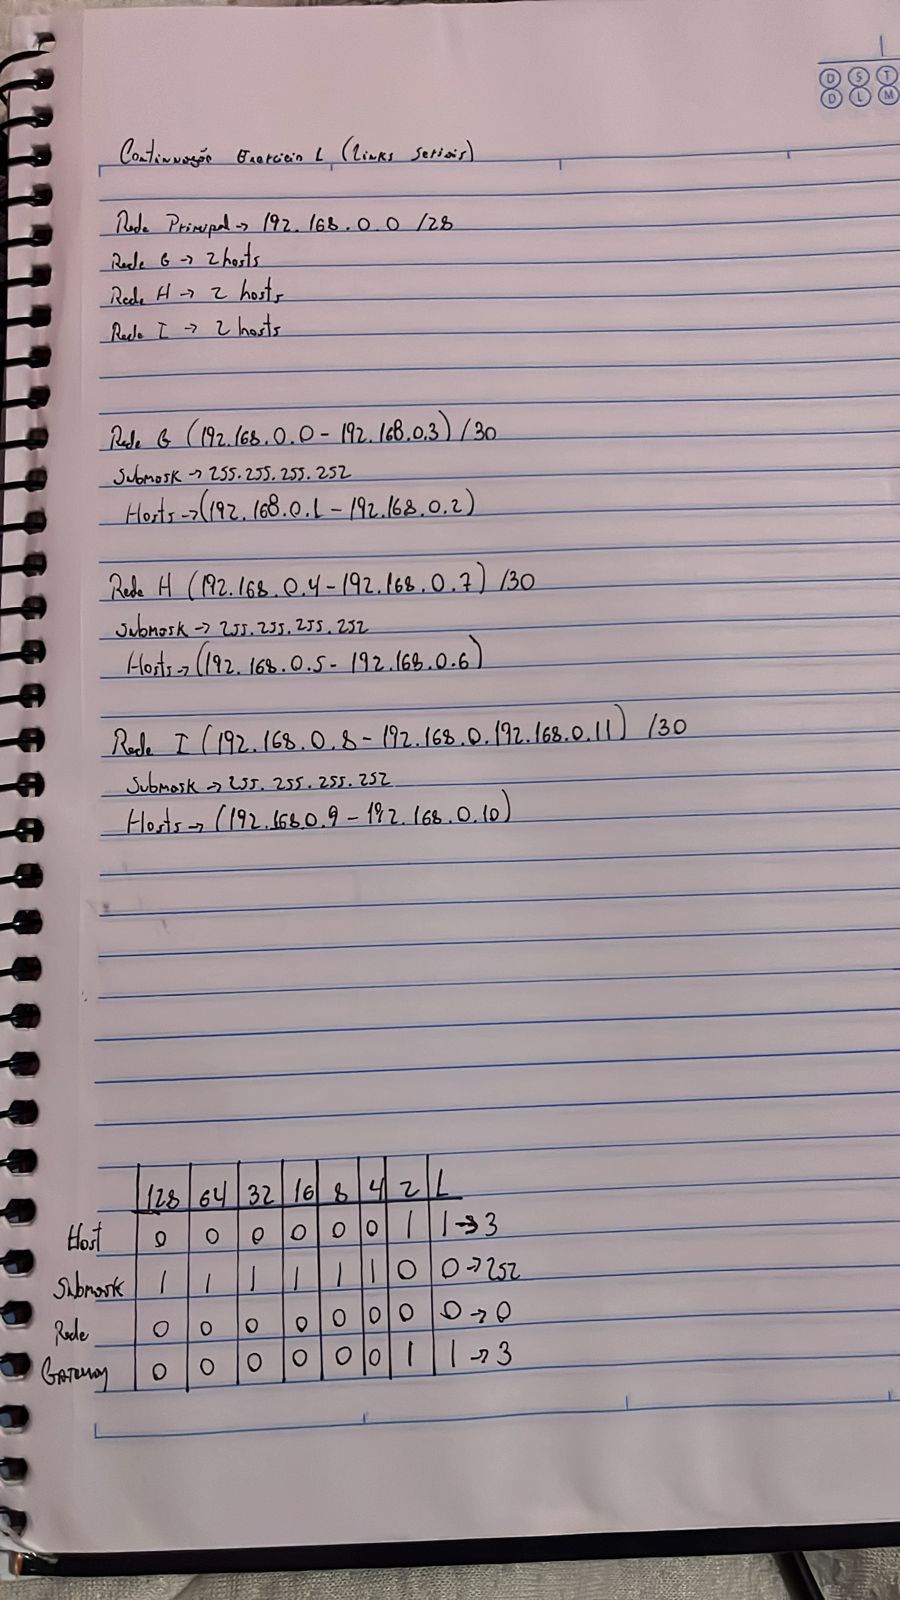 D S T
D L M
Continuação Exercício 1 (Links Seriais)
Rede Principal → 192.168.0.0 /28
Rede G → 2 hosts
Rede H → 2 hosts
Rede I → 2 hosts
Rede G (192.168.0.0 - 192.168.0.3) /30
Submask → 255.255.255.252
Hosts → (192.168.0.1 - 192.168.0.2)
Rede H (192.168.0.4 - 192.168.0.7) /30
Submask → 255.255.255.252
Hosts → (192.168.0.5 - 192.168.0.6)
Rede I (192.168.0.8 - 192.168.0.192.168.0.11) /30
Submask → 255.255.255.252
Hosts → (192.168.0.9 - 192.168.0.10)
128 64 32 16 8 4 2 1
Host 0 0 0 0 0 0 1 1 → 3
Submask 1 1 1 1 1 1 0 0 → 252
Rede 0 0 0 0 0 0 0 0 → 0
Gateway 0 0 0 0 0 0 1 1 → 3